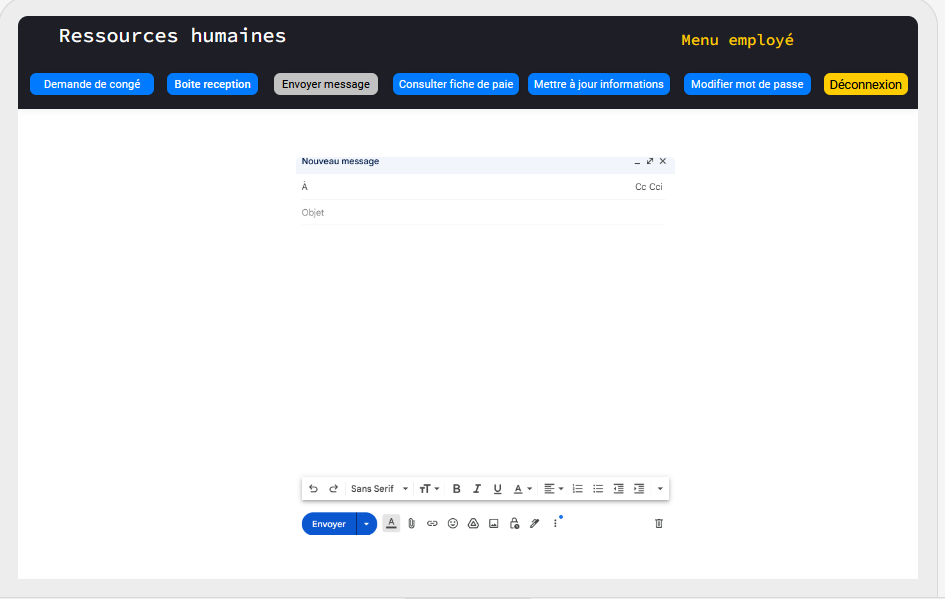 Ressources humaines
Menu employé
Demande de congé Boite reception Envoyer message Consulter fiche de paie Mettre à jour informations Modifier mot de passe Déconnexion
Nouveau message
À Cc Cci
Objet
Sans Serif B I U A
Envoyer A